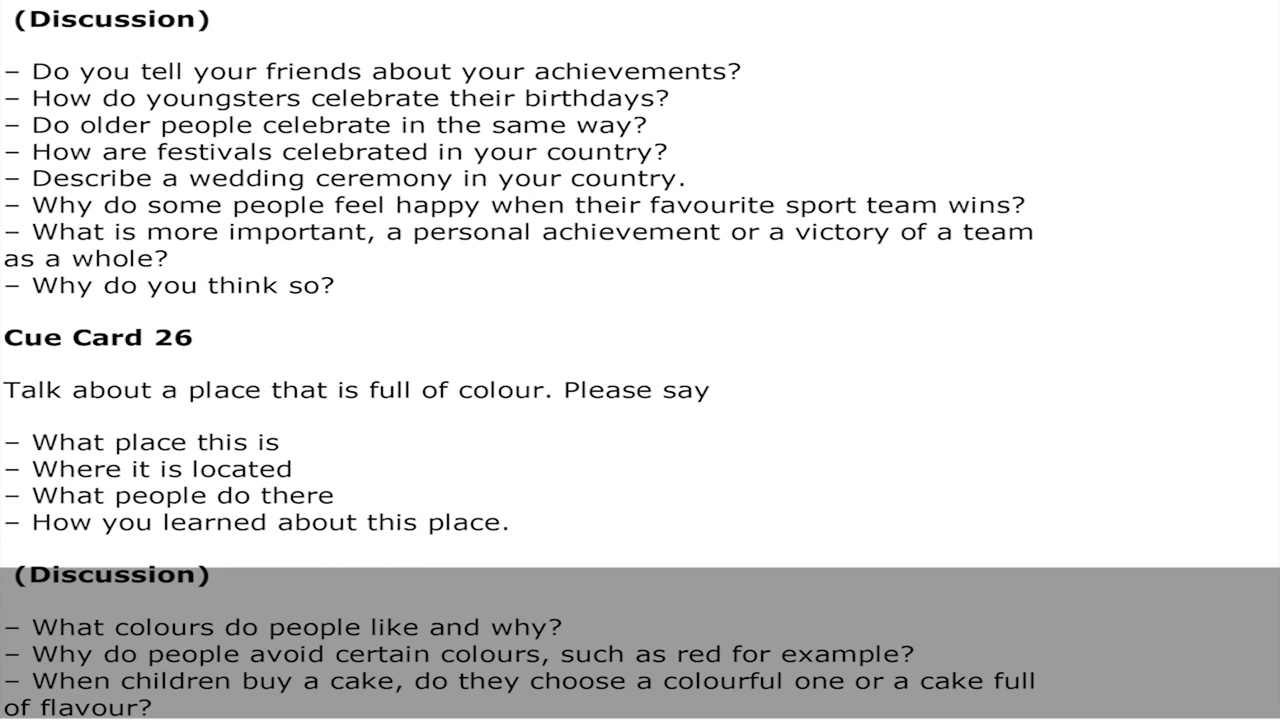 (Discussion)
– Do you tell your friends about your achievements?
– How do youngsters celebrate their birthdays?
– Do older people celebrate in the same way?
– How are festivals celebrated in your country?
– Describe a wedding ceremony in your country.
– Why do some people feel happy when their favourite sport team wins?
– What is more important, a personal achievement or a victory of a team
as a whole?
– Why do you think so?
Cue Card 26
Talk about a place that is full of colour. Please say
– What place this is
– Where it is located
– What people do there
– How you learned about this place.
(Discussion)
– What colours do people like and why?
– Why do people avoid certain colours, such as red for example?
– When children buy a cake, do they choose a colourful one or a cake full
of flavour?